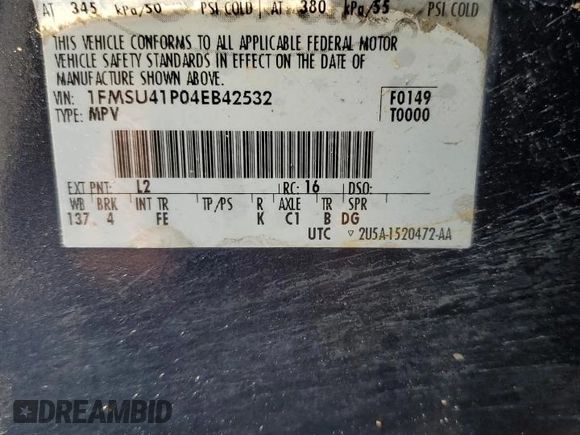 AT 345 kPa/50 PSI COLD AT 380 kPa/55 PSI COLD
THIS VEHICLE CONFORMS TO ALL APPLICABLE FEDERAL MOTOR
VEHICLE SAFETY STANDARDS IN EFFECT ON THE DATE OF
MANUFACTURE SHOWN ABOVE.
VIN: 1FMSU41P04EB42532 F0149
TYPE: MPV T0000
EXT PNT: L2 RC: 16 DSO:
WB BRK INT TR TP/PS R AXLE TR SPR
137 4 FE K C1 B DG
UTC ▽ 2U5A-1520472-AA
DREAMBID